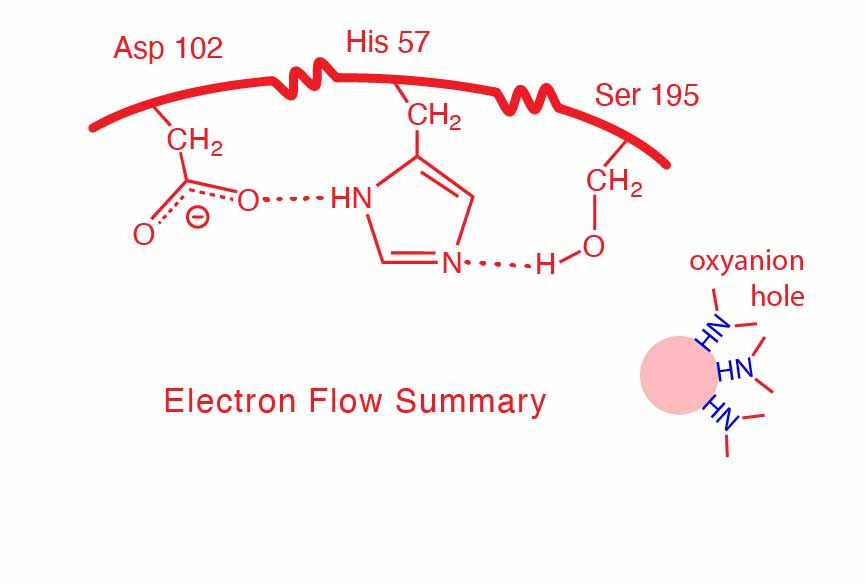 Asp 102
His 57
Ser 195
CH2
CH2
CH2
O
⊖
O
HN
N
H
O
oxyanion
hole
HN
HN
HN
Electron Flow Summary